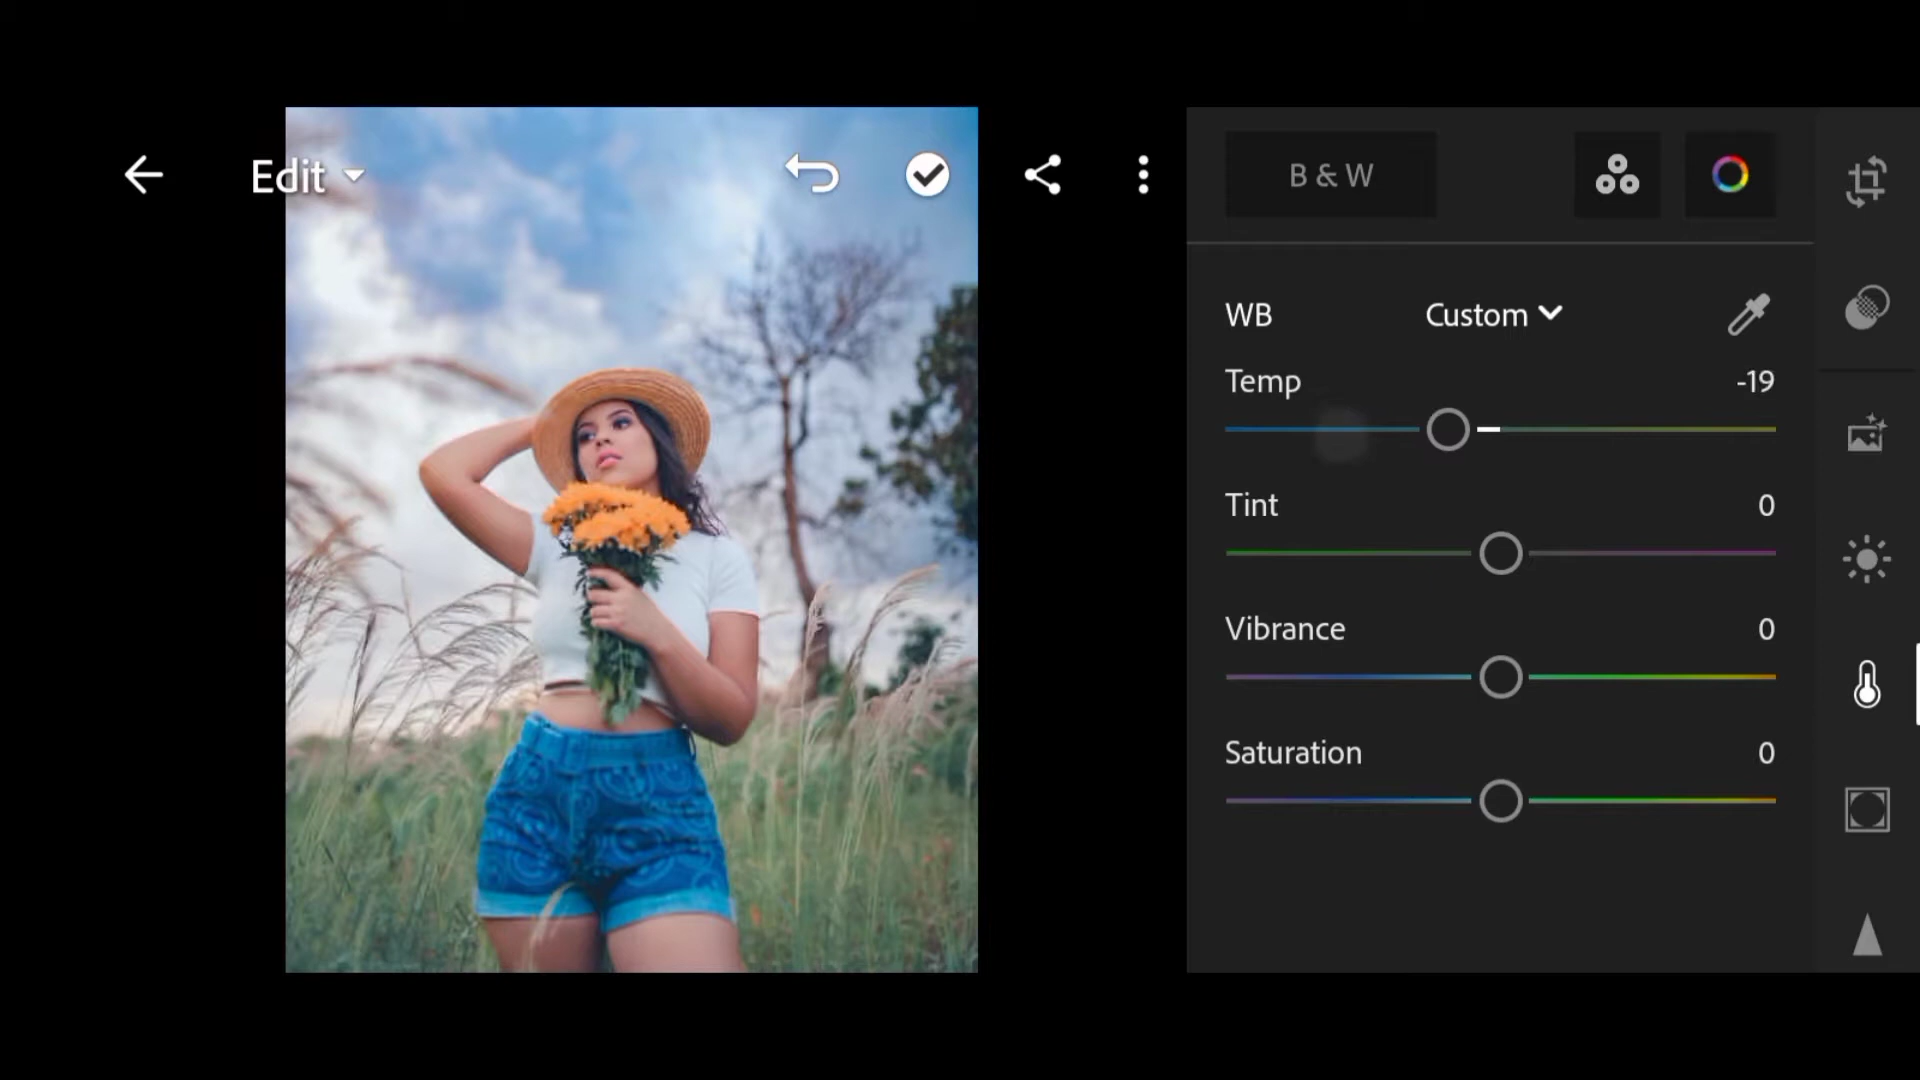 Edit
B & W
WB Custom
Temp -19
Tint 0
Vibrance 0
Saturation 0